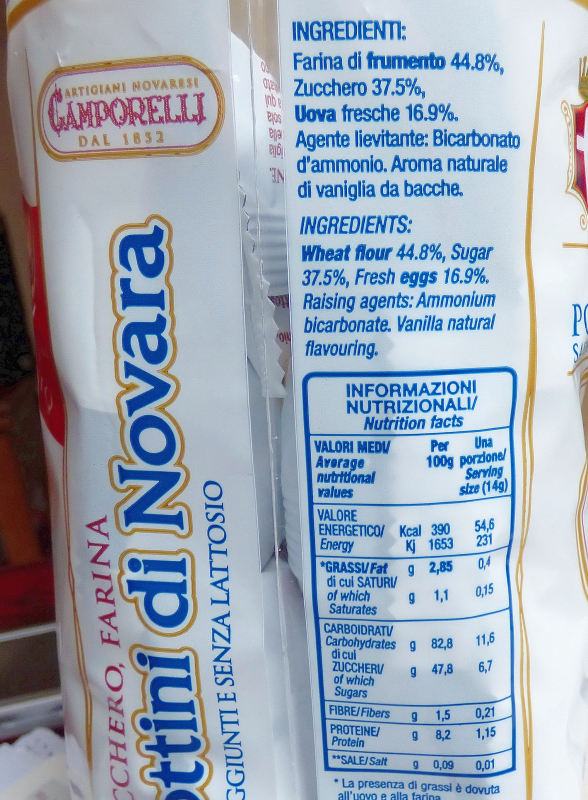 ARTIGIANI NOVARESI
CAMPORELLI
DAL 1852
CCHERO, FARINA
ottini di Novara
GGIUNTI E SENZA LATTOSIO
INGREDIENTI:
Farina di frumento 44.8%,
Zucchero 37.5%,
Uova fresche 16.9%.
Agente lievitante: Bicarbonato
d'ammonio. Aroma naturale
di vaniglia da bacche.
INGREDIENTS:
Wheat flour 44.8%, Sugar
37.5%, Fresh eggs 16.9%.
Raising agents: Ammonium
bicarbonate. Vanilla natural
flavouring.
INFORMAZIONI
NUTRIZIONALI/
Nutrition facts
VALORI MEDI/ Per Una
Average 100g porzione/
nutritional Serving
values size (14g)
VALORE
ENERGETICO/ Kcal 390 54,6
Energy Kj 1653 231
*GRASSI/Fat g 2,85 0,4
di cui SATURI/
of which g 1,1 0,15
Saturates
CARBOIDRATI/
Carbohydrates g 82,8 11,6
di cui
ZUCCHERI/ g 47,8 6,7
of which
Sugars
FIBRE/Fibers g 1,5 0,21
PROTEINE/ g 8,2 1,15
Protein
**SALE/Salt g 0,09 0,01
* La presenza di grassi è dovuta
all'uovo e alla farina